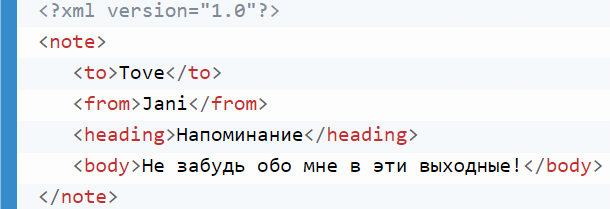 <?xml version="1.0"?>
<note>
<to>Tove</to>
<from>Jani</from>
<heading>Напоминание</heading>
<body>Не забудь обо мне в эти выходные!</body>
</note>